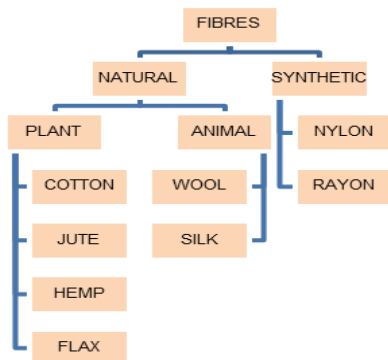 FIBRES
NATURAL
SYNTHETIC
PLANT
ANIMAL
NYLON
COTTON
WOOL
RAYON
JUTE
SILK
HEMP
FLAX